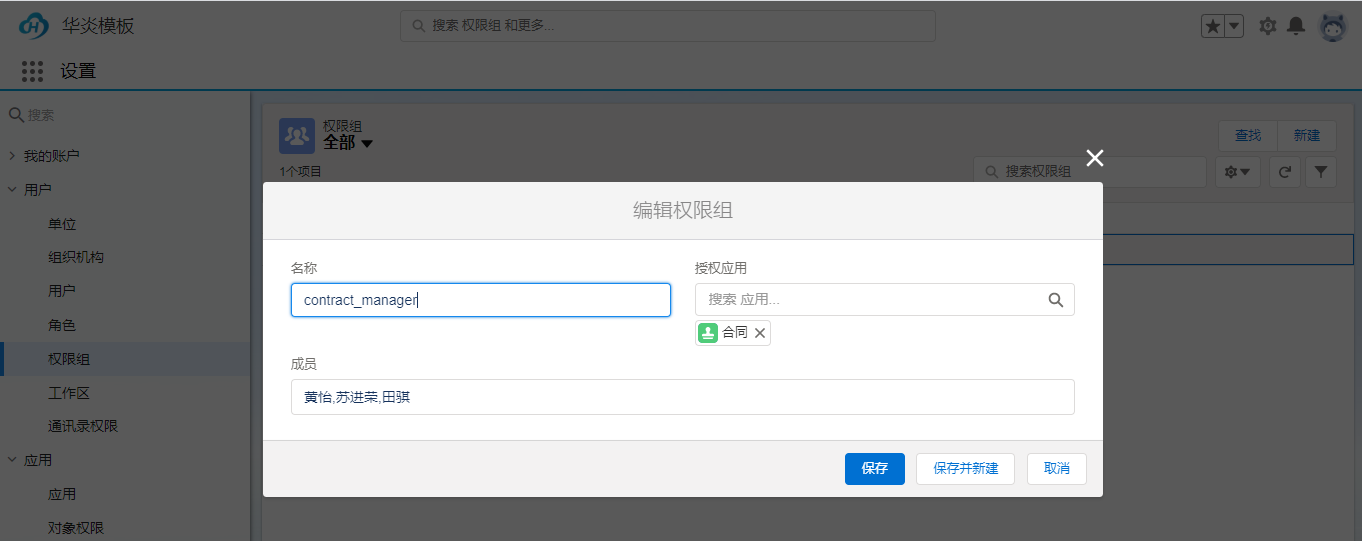 华炎模板
搜索 权限组 和更多...
设置
搜索
我的账户
用户
单位
组织机构
用户
角色
权限组
工作区
通讯录权限
应用
应用
对象权限
权限组
全部
1个项目
查找
新建
搜索权限组
编辑权限组
名称
contract_manager
授权应用
搜索 应用...
合同
成员
黄怡,苏进荣,田骐
保存
保存并新建
取消